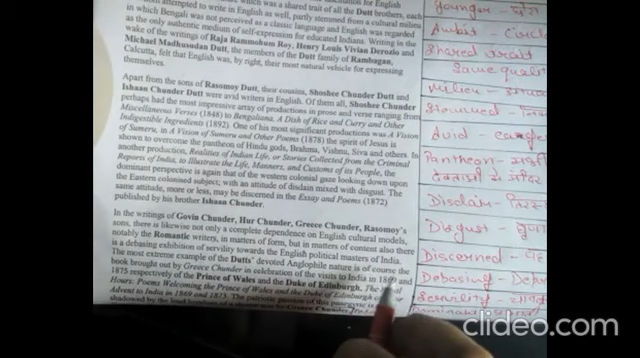 which was a shared trait of all the Dutt brothers, each
attempted to write in English as well, partly stemmed from a cultural milieu
in which Bengali was not perceived as a classic language and English was regarded
as the only authentic medium of self-expression for educated Indians. Writing in the
wake of the writings of Raja Rammohum Roy, Henry Louis Vivian Derozio and
Michael Madhusudan Dutt, the members of the Dutt family of Rambagan,
Calcutta, felt that English was, by right, their most natural vehicle for expressing
themselves.
Apart from the sons of Rasomoy Dutt, their cousins, Shoshee Chunder Dutt and
Ishaan Chunder Dutt were avid writers in English. Of them all, Shoshee Chunder
perhaps had the most impressive array of productions in prose and verse ranging from
Miscellaneous Verses (1848) to Bengaliana. A Dish of Rice and Curry and Other
Indigestible Ingredients (1892). One of his most significant productions was A Vision
of Sumeru, in A Vision of Sumeru and Other Poems (1878) the spirit of Jesus is
shown to overcome the pantheon of Hindu gods, Brahma, Vishnu, Siva and others. In
another production, Realities of Indian Life, or Stories Collected from the Criminal
Reports of India, to Illustrate the Life, Manners, and Customs of its People, the
dominant perspective is again that of the western colonial gaze looking down upon
the Eastern colonised subject; with an attitude of disdain mixed with disgust. The
same attitude, more or less, may be discerned in the Essay and Poems (1872)
published by his brother Ishaan Chunder.
In the writings of Govin Chunder, Hur Chunder, Greece Chunder, Rasomoy's
sons, there is likewise not only a complete dependence on English cultural models,
notably the Romantic writers, in matters of form, but in matters of content also there
is a debasing exhibition of servility towards the English political masters of India.
The most extreme example of the Dutts' devoted Anglophile nature is of course the
book brought out by Greece Chunder in celebration of the visits to India in 1869 and
1875 respectively of the Prince of Wales and the Duke of Edinburgh, The
Hours: Poems Welcoming the Prince of Wales and the Duke of Edinburgh
Advent to India in 1869 and 1875. The patriotic passion of this
Younger -
Ambit - Circle
Shared trait
Same quali
Milieu -
Stemmed -
Avid -
Pantheon -
Disdain -
Disgust -
Discerned -
Debasing -
Servility -
clideo.com